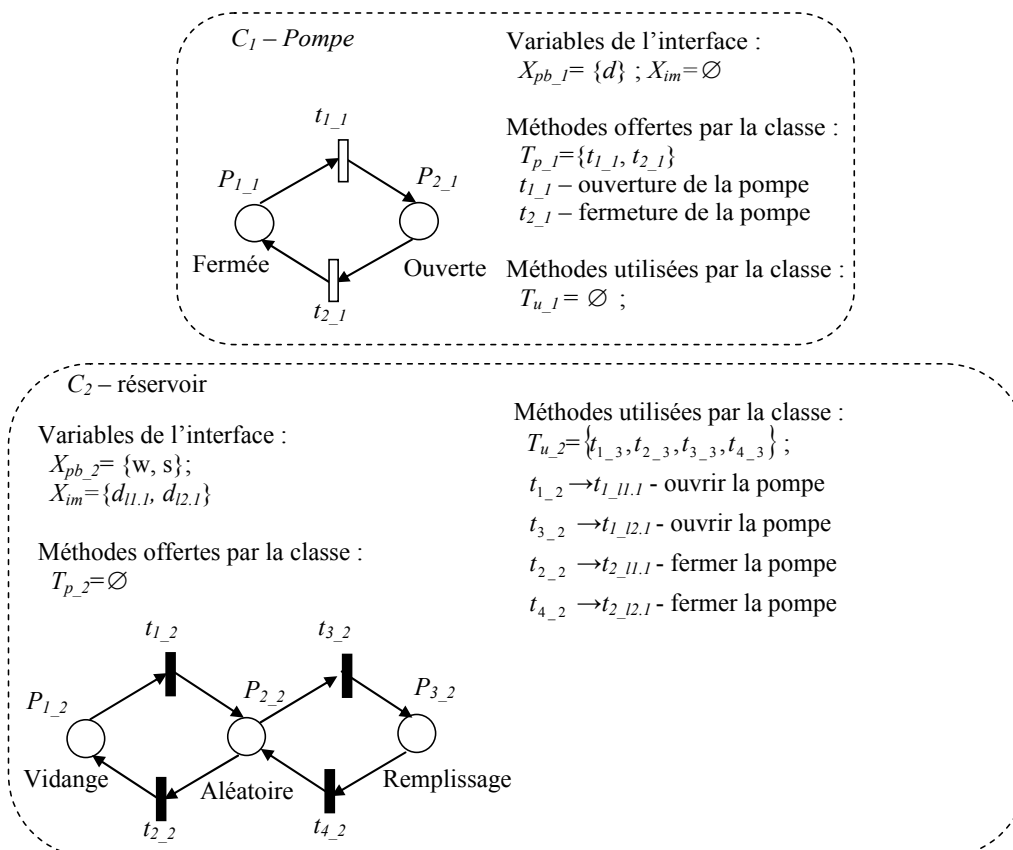 C1 – Pompe
Variables de l’interface :
Xpb_1= {d} ; Xim=∅
Méthodes offertes par la classe :
Tp_1={t1_1, t2_1}
t1_1 – ouverture de la pompe
t2_1 – fermeture de la pompe
Méthodes utilisées par la classe :
Tu_1= ∅ ;
t1_1
P1_1
P2_1
Fermée
Ouverte
t2_1
C2 – réservoir
Variables de l’interface :
Xpb_2= {w, s};
Xim={dl1.1, dl2.1}
Méthodes offertes par la classe :
Tp_2=∅
Méthodes utilisées par la classe :
Tu_2={t1_3, t2_3, t3_3, t4_3} ;
t1_2 →t1_l1.1 - ouvrir la pompe
t3_2 →t1_l2.1 - ouvrir la pompe
t2_2 →t2_l1.1 - fermer la pompe
t4_2 →t2_l2.1 - fermer la pompe
t1_2
t3_2
P1_2
P2_2
P3_2
Vidange
Aléatoire
Remplissage
t2_2
t4_2